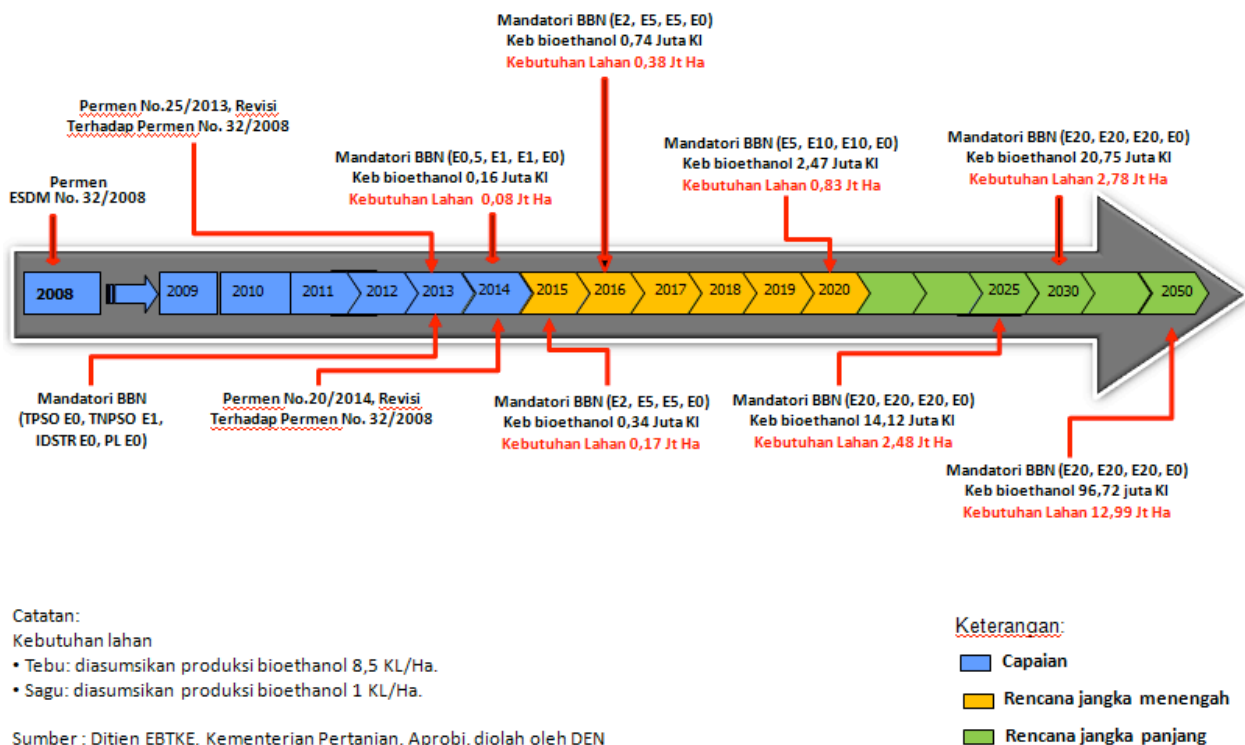 Mandatori BBN (E2, E5, E5, E0)
Keb bioethanol 0,74 Juta Kl
Kebutuhan Lahan 0,38 Jt Ha
Permen No.25/2013, Revisi
Terhadap Permen No. 32/2008
Permen
ESDM No. 32/2008
Mandatori BBN (E0,5, E1, E1, E0)
Keb bioethanol 0,16 Juta Kl
Kebutuhan Lahan 0,08 Jt Ha
Mandatori BBN (E5, E10, E10, E0)
Keb bioethanol 2,47 Juta Kl
Kebutuhan Lahan 0,83 Jt Ha
Mandatori BBN (E20, E20, E20, E0)
Keb bioethanol 20,75 Juta Kl
Kebutuhan Lahan 2,78 Jt Ha
2008 2009 2010 2011 2012 2013 2014 2015 2016 2017 2018 2019 2020 2025 2030 2050
Mandatori BBN
(TPSO E0, TNPSO E1,
IDSTR E0, PL E0)
Permen No.20/2014, Revisi
Terhadap Permen No. 32/2008
Mandatori BBN (E2, E5, E5, E0)
Keb bioethanol 0,34 Juta Kl
Kebutuhan Lahan 0,17 Jt Ha
Mandatori BBN (E20, E20, E20, E0)
Keb bioethanol 14,12 Juta Kl
Kebutuhan Lahan 2,48 Jt Ha
Mandatori BBN (E20, E20, E20, E0)
Keb bioethanol 96,72 juta Kl
Kebutuhan Lahan 12,99 Jt Ha
Catatan:
Kebutuhan lahan
• Tebu: diasumsikan produksi bioethanol 8,5 KL/Ha.
• Sagu: diasumsikan produksi bioethanol 1 KL/Ha.
Sumber : Ditjen EBTKE, Kementerian Pertanian, Aprobi, diolah oleh DEN
Keterangan:
Capaian
Rencana jangka menengah
Rencana jangka panjang